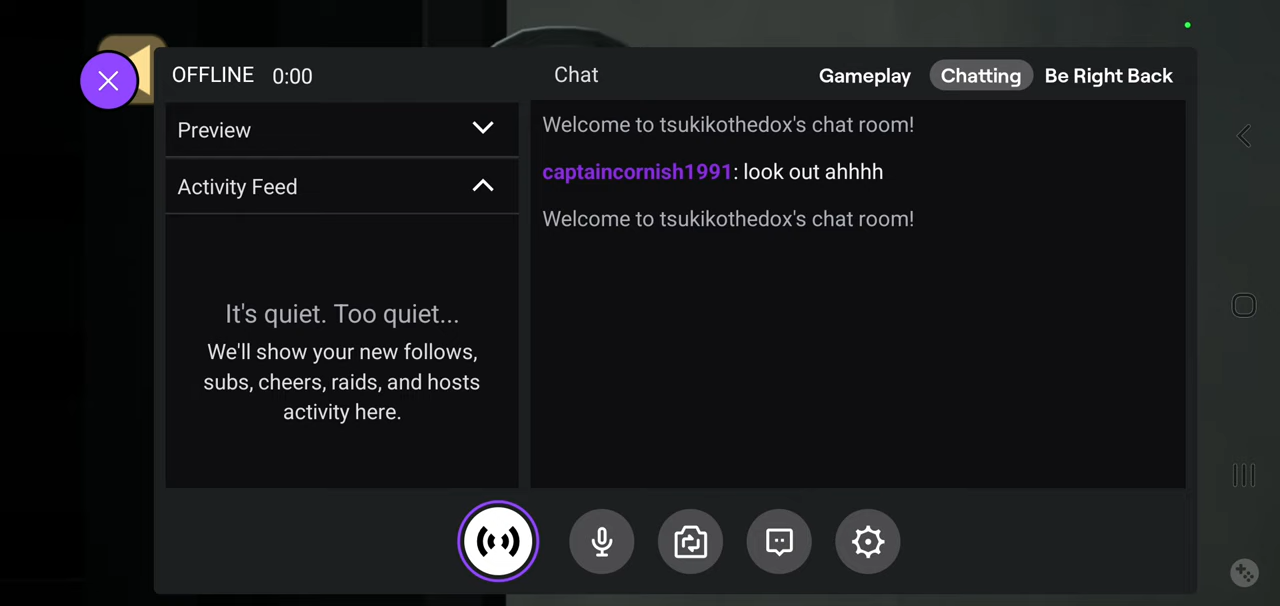 OFFLINE 0:00
Chat
Gameplay
Chatting
Be Right Back
Preview
Activity Feed
It's quiet. Too quiet...
We'll show your new follows,
subs, cheers, raids, and hosts
activity here.
Welcome to tsukikothedox's chat room!
captaincornish1991: look out ahhhh
Welcome to tsukikothedox's chat room!